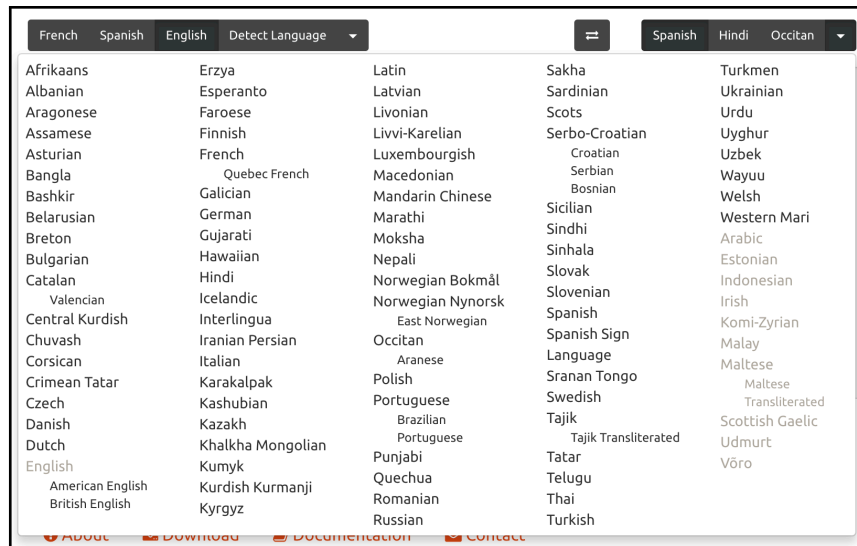 French Spanish English Detect Language
Spanish Hindi Occitan
Afrikaans
Albanian
Aragonese
Assamese
Asturian
Bangla
Bashkir
Belarusian
Breton
Bulgarian
Catalan
Valencian
Central Kurdish
Chuvash
Corsican
Crimean Tatar
Czech
Danish
Dutch
English
American English
British English
Erzya
Esperanto
Faroese
Finnish
French
Quebec French
Galician
German
Gujarati
Hawaiian
Hindi
Icelandic
Interlingua
Iranian Persian
Italian
Karakalpak
Kashubian
Kazakh
Khalkha Mongolian
Kumyk
Kurdish Kurmanji
Kyrgyz
Latin
Latvian
Livonian
Livvi-Karelian
Luxembourgish
Macedonian
Mandarin Chinese
Marathi
Moksha
Nepali
Norwegian Bokmål
Norwegian Nynorsk
East Norwegian
Occitan
Aranese
Polish
Portuguese
Brazilian
Portuguese
Punjabi
Quechua
Romanian
Russian
Sakha
Sardinian
Scots
Serbo-Croatian
Croatian
Serbian
Bosnian
Sicilian
Sindhi
Sinhala
Slovak
Slovenian
Spanish
Spanish Sign
Language
Sranan Tongo
Swedish
Tajik
Tajik Transliterated
Tatar
Telugu
Thai
Turkish
Turkmen
Ukrainian
Urdu
Uyghur
Uzbek
Wayuu
Welsh
Western Mari
Arabic
Estonian
Indonesian
Irish
Komi-Zyrian
Malay
Maltese
Maltese
Transliterated
Scottish Gaelic
Udmurt
Võro
About Download Documentation Contact